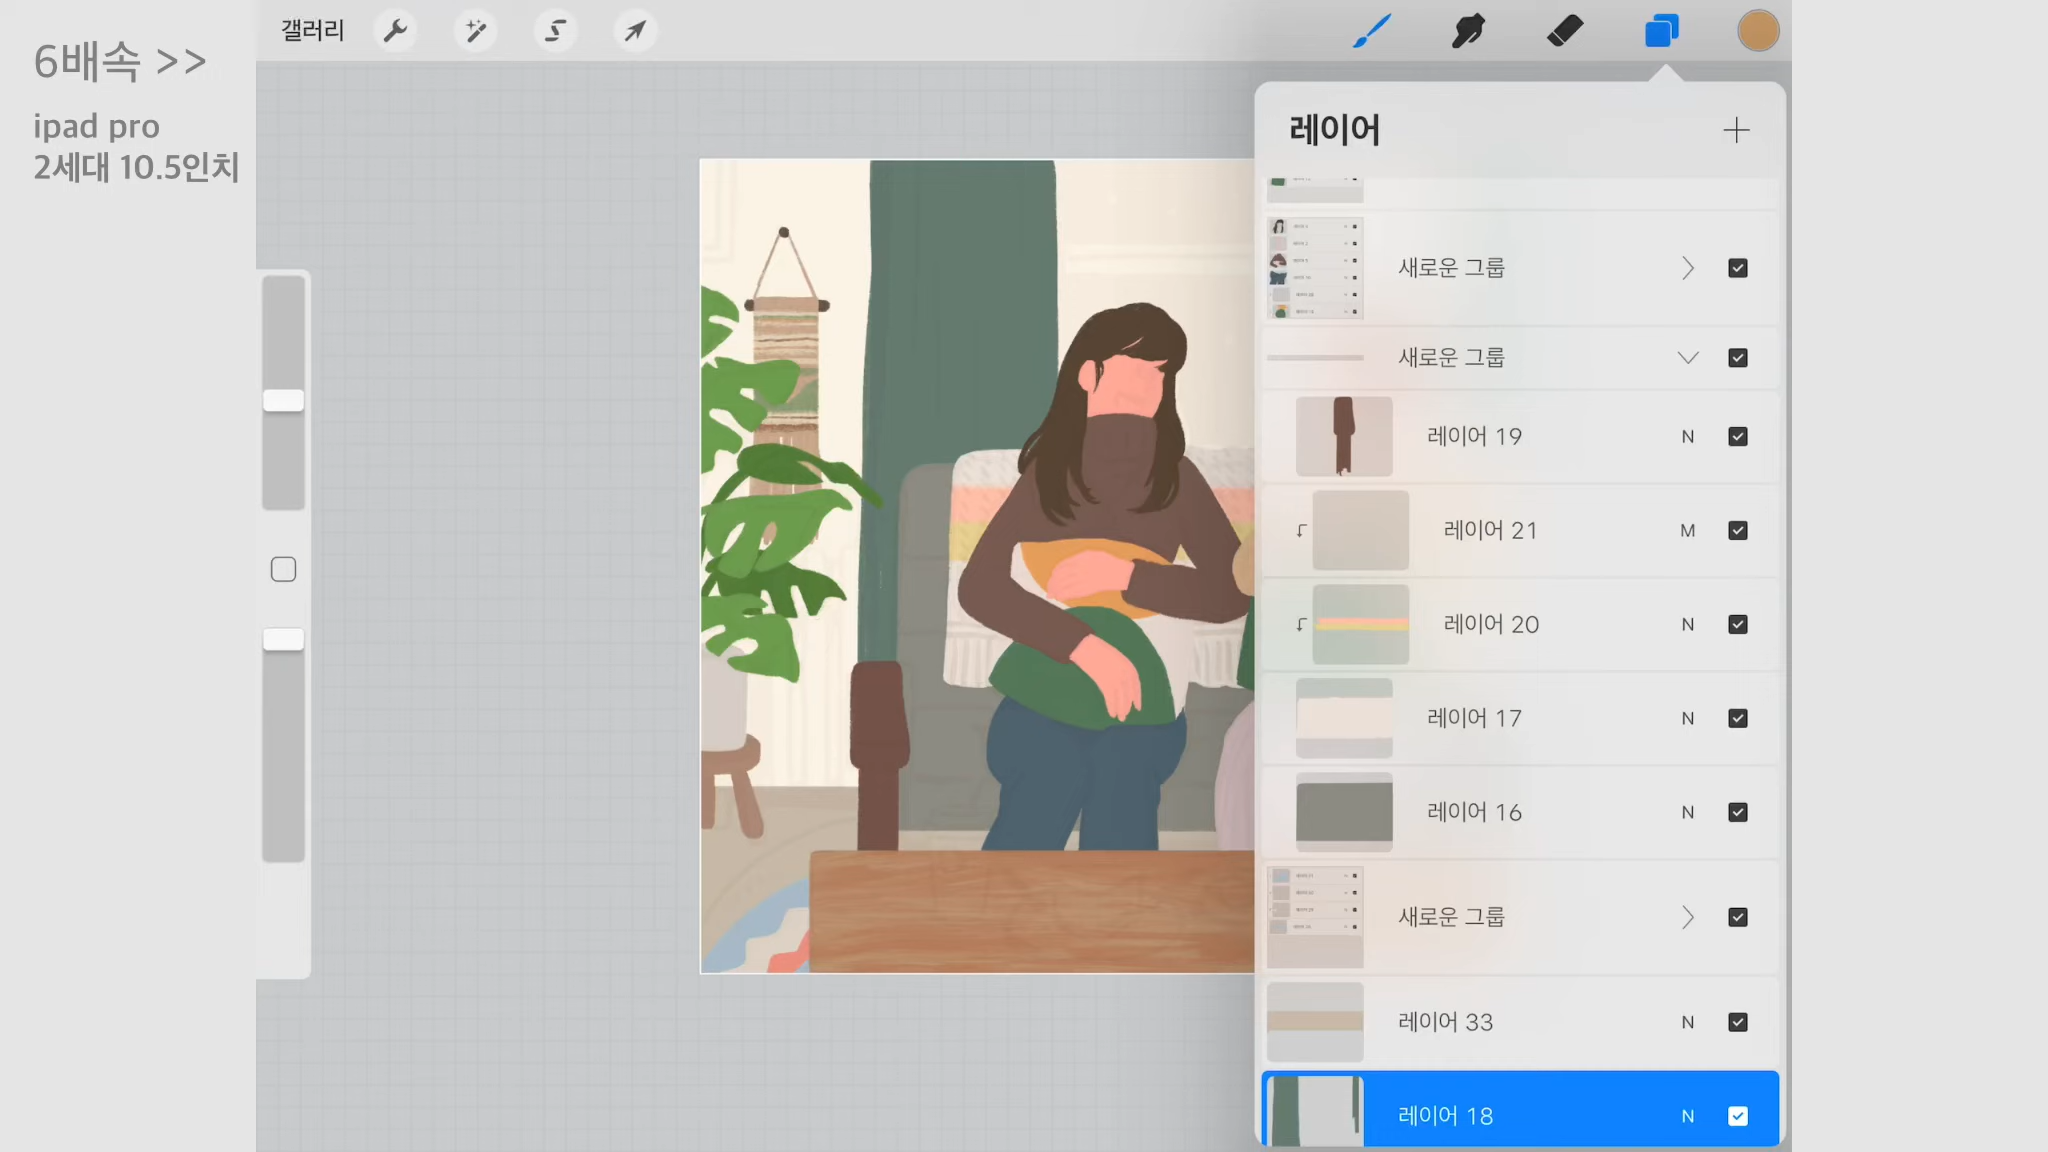 6배속 >>
ipad pro
2세대 10.5인치
갤러리
레이어
새로운 그룹
새로운 그룹
레이어 19 N
레이어 21 M
레이어 20 N
레이어 17 N
레이어 16 N
새로운 그룹
레이어 33 N
레이어 18 N